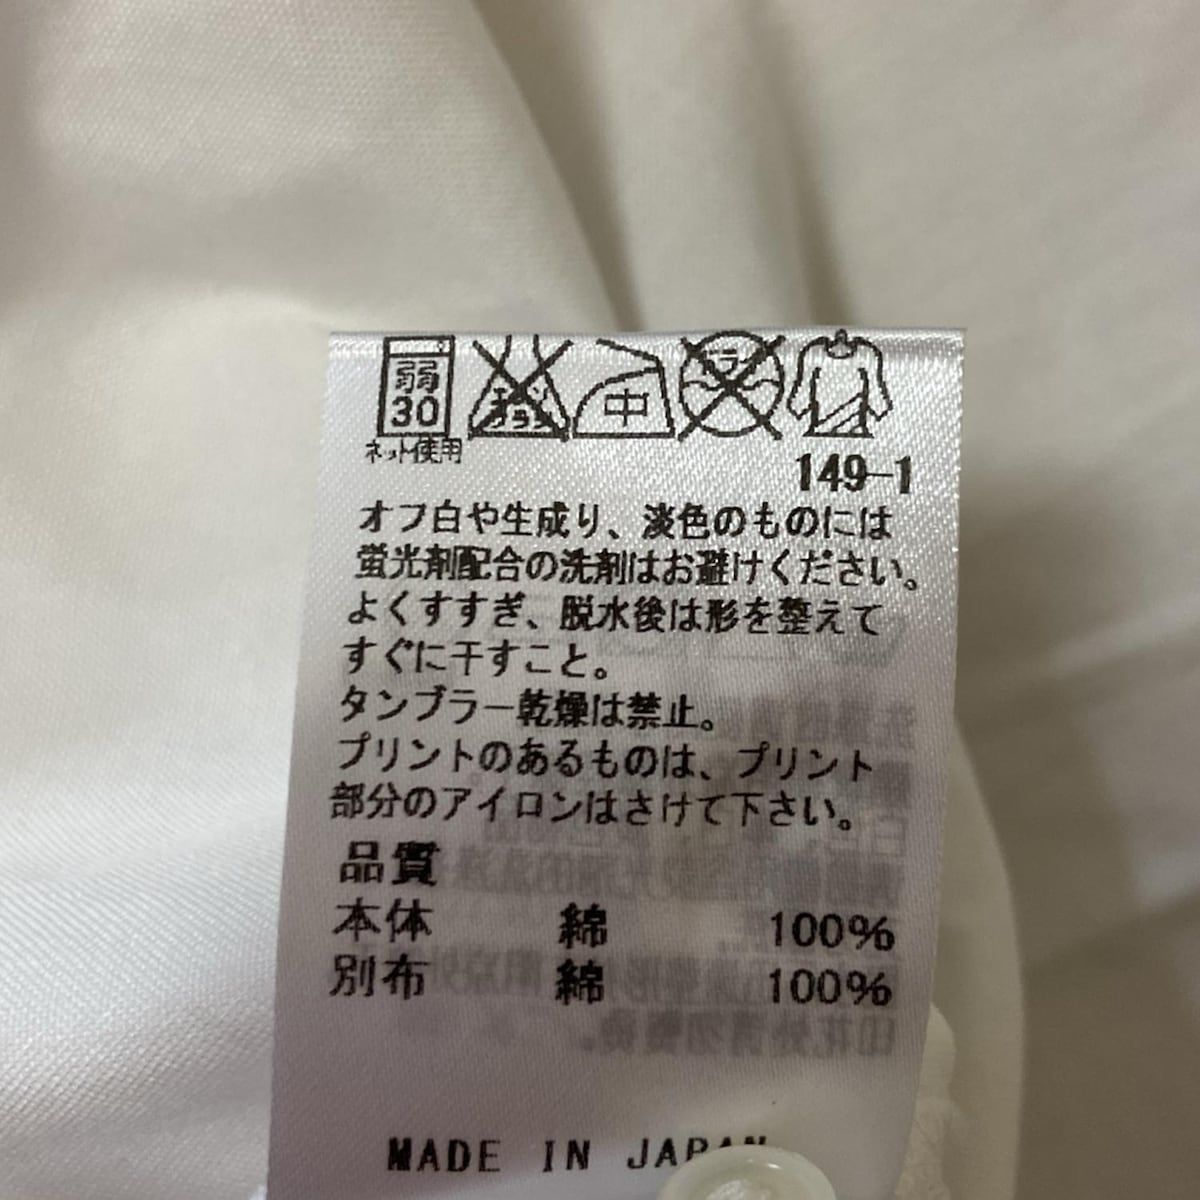 弱
30
ネット使用
中
149-1
オフ白や生成り、淡色のものには
蛍光剤配合の洗剤はお避けください。
よくすすぎ、脱水後は形を整えて
すぐに干すこと。
タンブラー乾燥は禁止。
プリントのあるものは、プリント
部分のアイロンはさけて下さい。
品質
本体 綿 100%
別布 綿 100%
MADE IN JAPAN